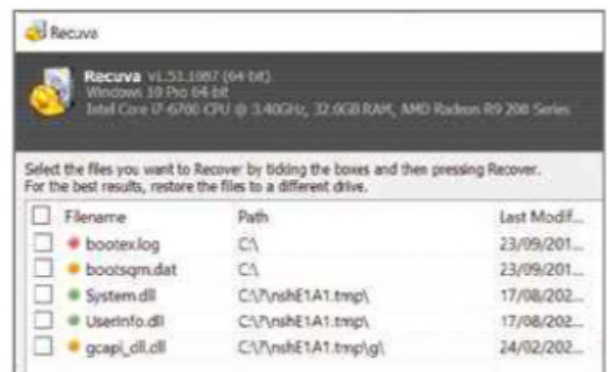 Recuva
Recuva v1.51.1087 (64-bit)
Windows 10 Pro 64-bit
Intel Core i7-6700 CPU @ 3.40GHz, 32.0GB RAM, AMD Radeon R9 200 Series
Select the files you want to Recover by ticking the boxes and then pressing Recover.
For the best results, restore the files to a different drive.
Filename Path Last Modif...
bootex.log C:\ 23/09/201...
bootsqm.dat C:\ 23/09/201...
System.dll C:\?\nshE1A1.tmp\ 17/08/202...
UserInfo.dll C:\?\nshE1A1.tmp\ 17/08/202...
gcapi_dll.dll C:\?\nshE1A1.tmp\g\ 24/02/202...